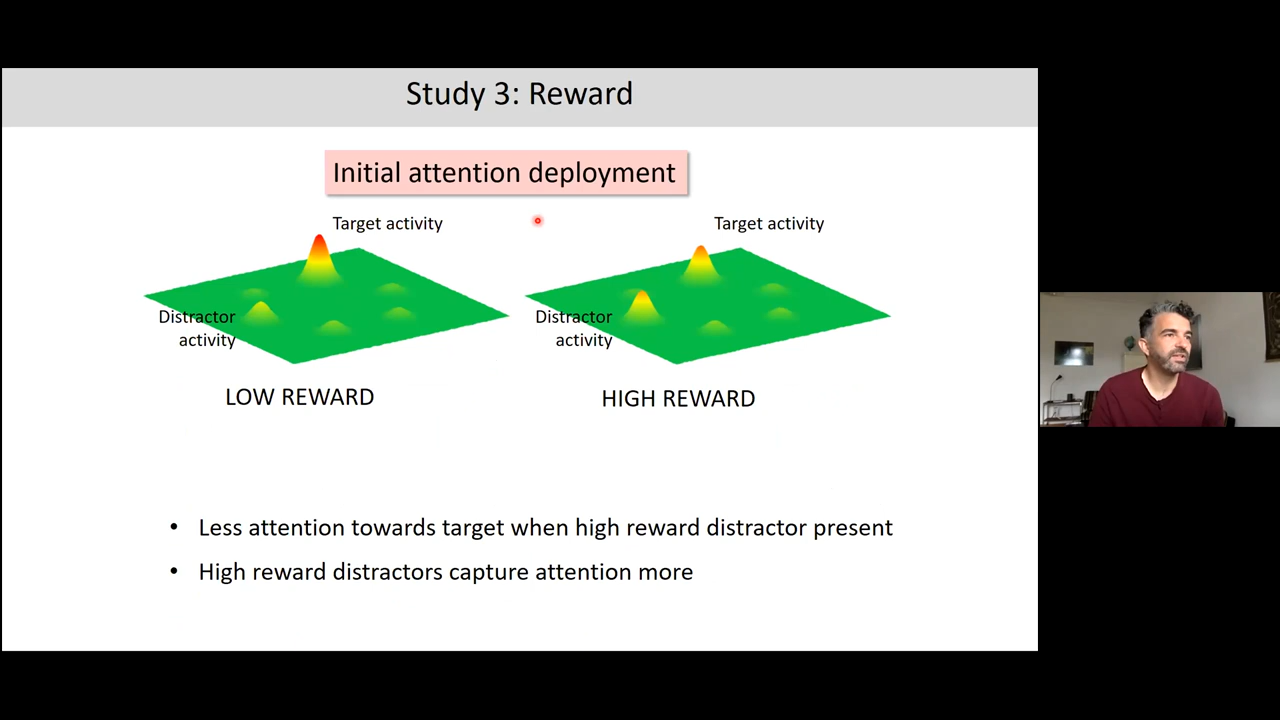 Study 3: Reward
Initial attention deployment
Target activity
Distractor
activity
LOW REWARD
Target activity
Distractor
activity
HIGH REWARD
• Less attention towards target when high reward distractor present
• High reward distractors capture attention more